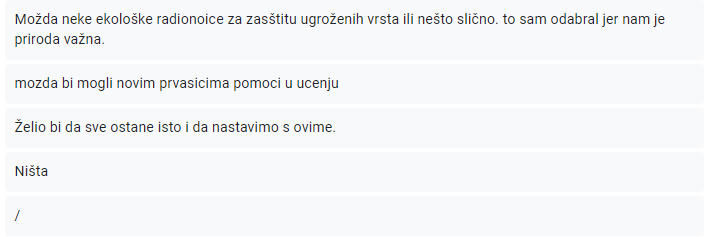 Možda neke ekološke radionoice za zasštitu ugroženih vrsta ili nešto slično. to sam odabral jer nam je
priroda važna.
mozda bi mogli novim prvasicima pomoci u ucenju
Želio bi da sve ostane isto i da nastavimo s ovime.
Ništa
/